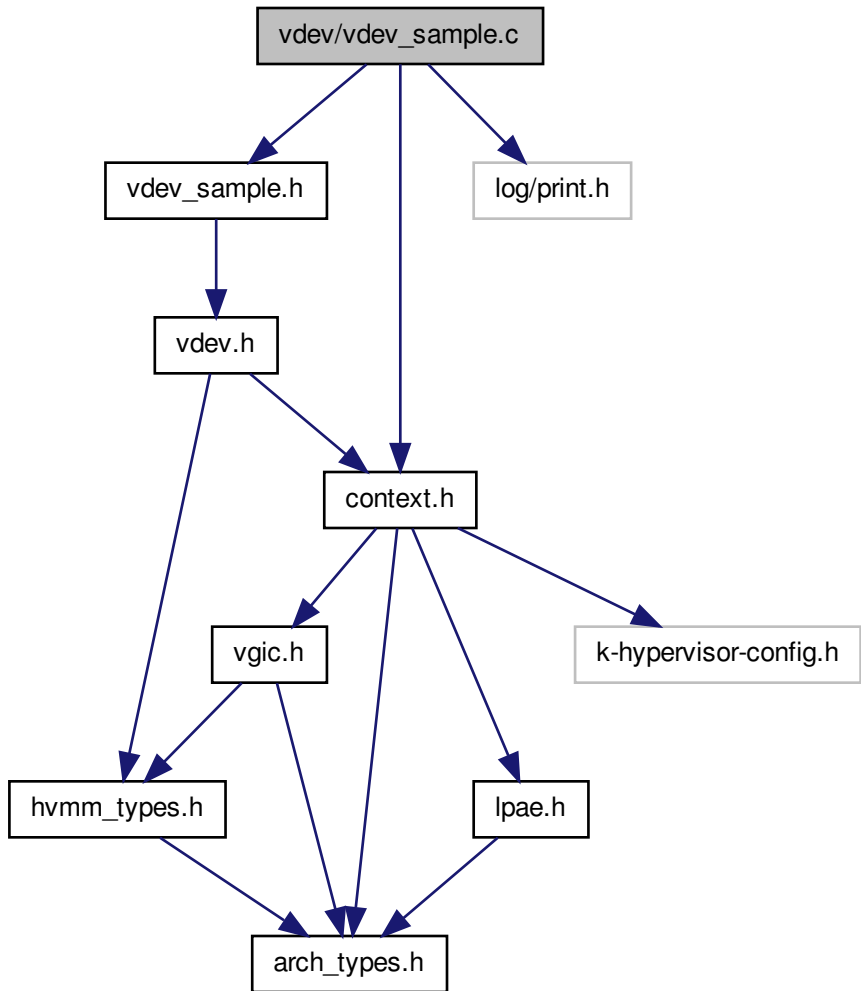 vdev/vdev_sample.c
vdev_sample.h
log/print.h
vdev.h
context.h
vgic.h
k-hypervisor-config.h
hvmm_types.h
lpae.h
arch_types.h